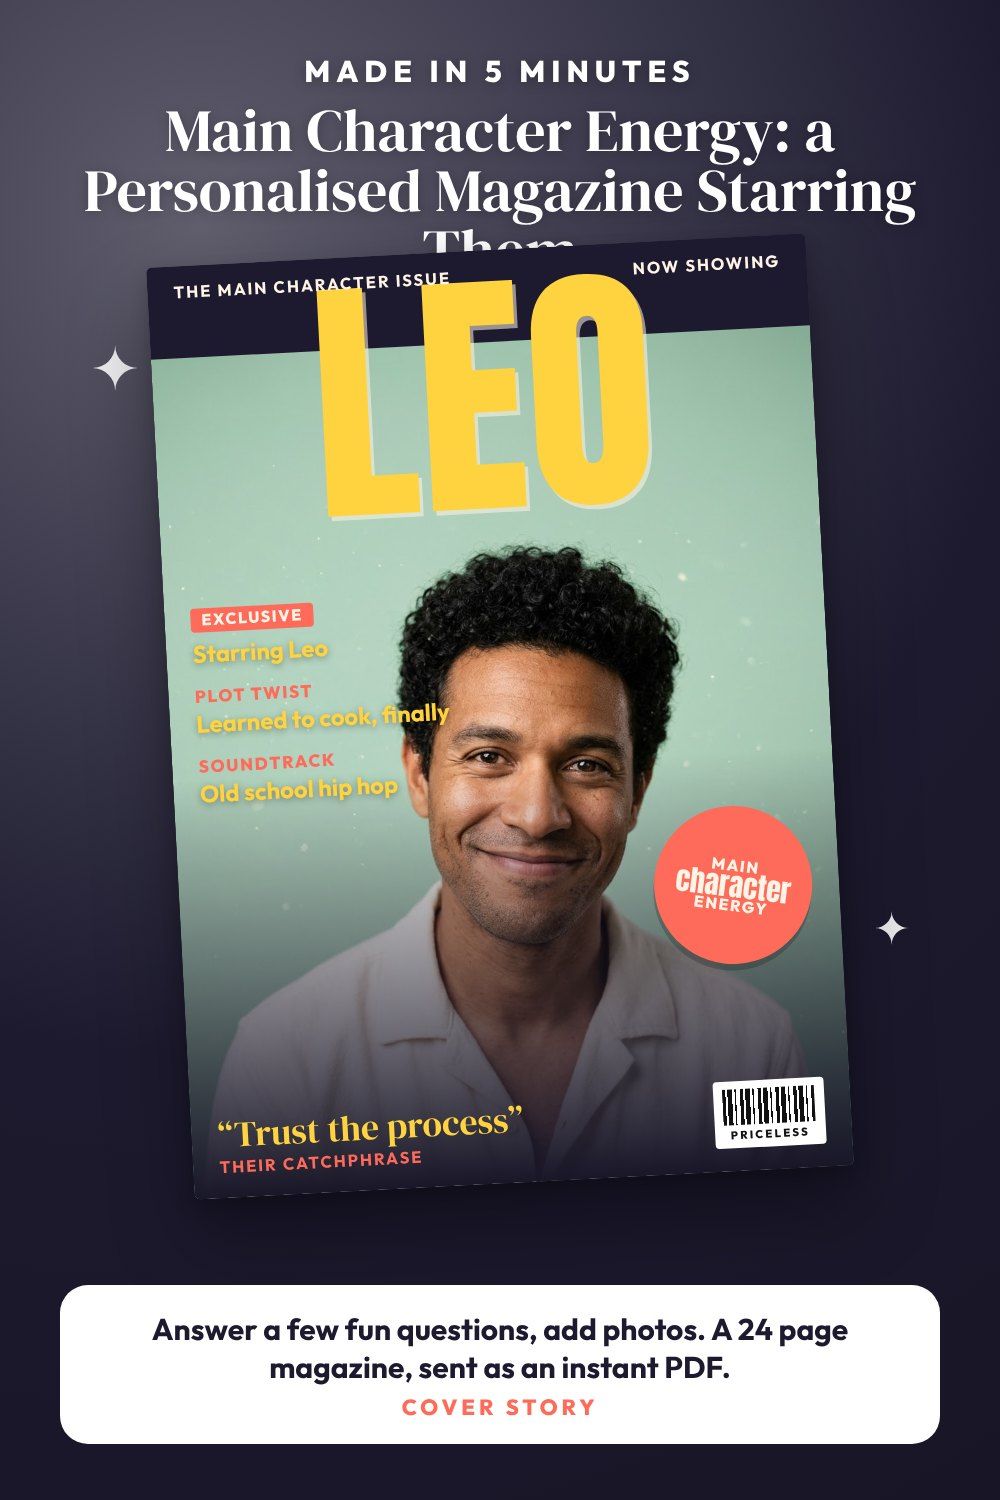 MADE IN 5 MINUTES
Main Character Energy: a
Personalised Magazine Starring
Them
THE MAIN CHARACTER ISSUE
NOW SHOWING
LEO
EXCLUSIVE
Starring Leo
PLOT TWIST
Learned to cook, finally
SOUNDTRACK
Old school hip hop
MAIN
character
ENERGY
"Trust the process"
THEIR CATCHPHRASE
PRICELESS
Answer a few fun questions, add photos. A 24 page
magazine, sent as an instant PDF.
COVER STORY